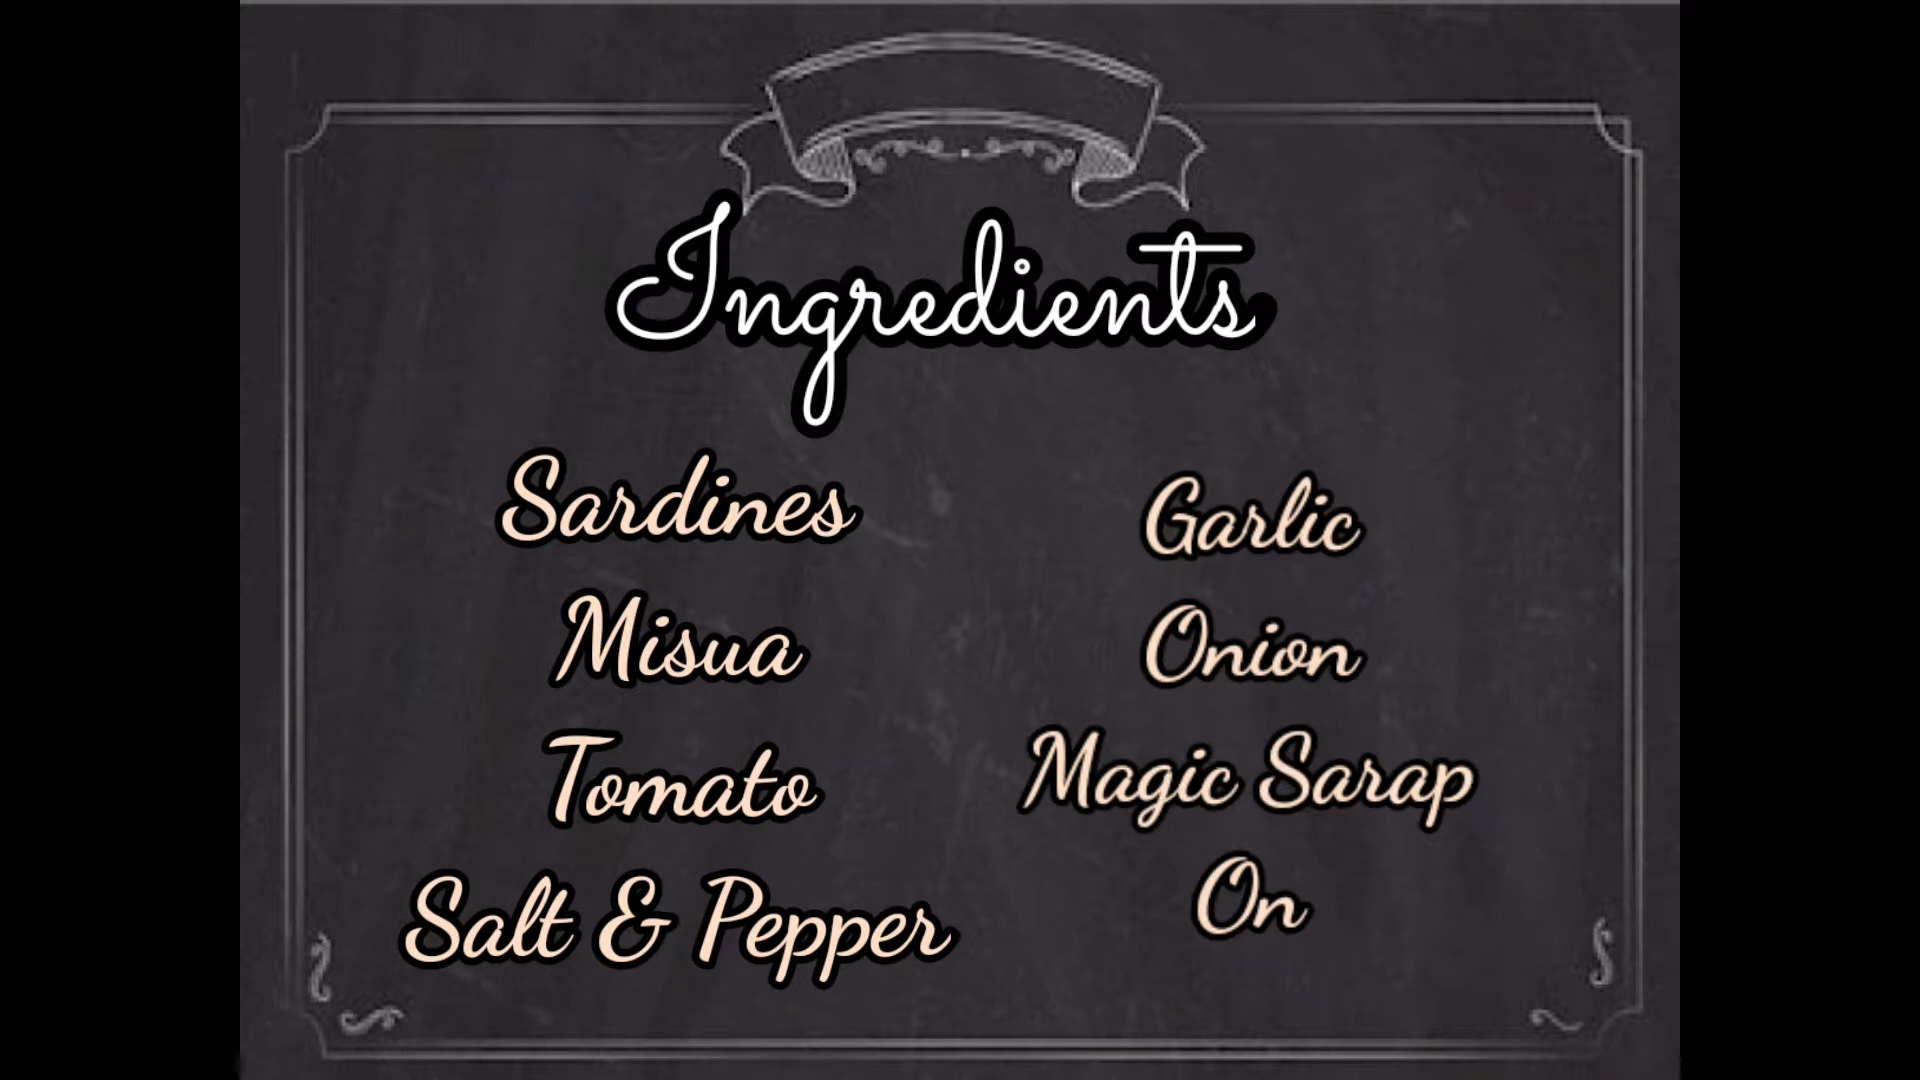 Ingredients
Sardines
Misua
Tomato
Salt & Pepper
Garlic
Onion
Magic Sarap
On